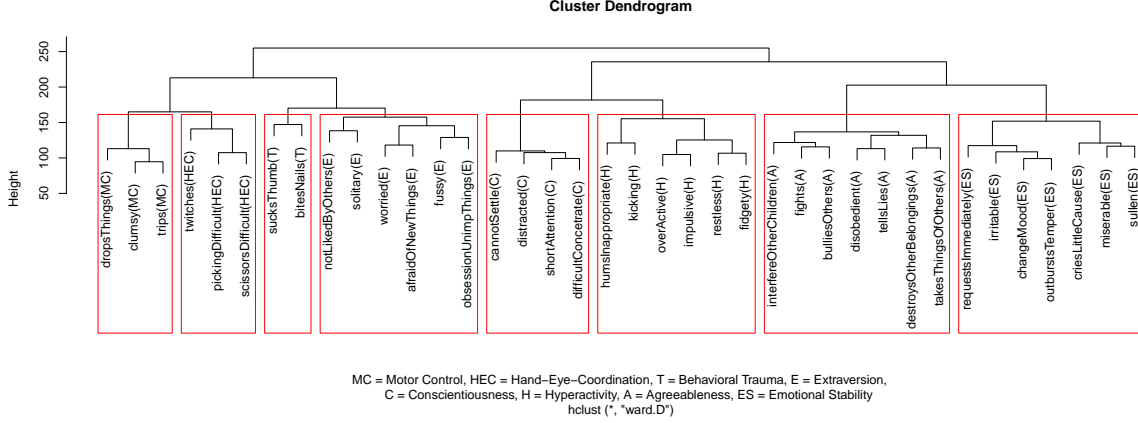 Cluster Dendrogram
Height
250
200
150
100
50
dropsThings(MC)
clumsy(MC)
trips(MC)
twitches(HEC)
pickingDifficult(HEC)
scissorsDifficult(HEC)
sucksThumb(T)
bitesNails(T)
notLikedByOthers(E)
solitary(E)
worried(E)
afraidOfNewThings(E)
fussy(E)
obsessionUnimpThings(E)
cannotSettle(C)
distracted(C)
shortAttention(C)
difficultConcentrate(C)
humsInappropriate(H)
kicking(H)
overActive(H)
impulsive(H)
restless(H)
fidgety(H)
interfereOtherChildren(A)
fights(A)
bulliesOthers(A)
disobedient(A)
tellsLies(A)
destroysOtherBelongings(A)
takesThingsOfOthers(A)
requestsImmediately(ES)
irritable(ES)
changeMood(ES)
outburstsTemper(ES)
criesLittleCause(ES)
miserable(ES)
sullen(ES)
MC = Motor Control, HEC = Hand−Eye−Coordination, T = Behavioral Trauma, E = Extraversion,
C = Conscientiousness, H = Hyperactivity, A = Agreeableness, ES = Emotional Stability
hclust (*, "ward.D")